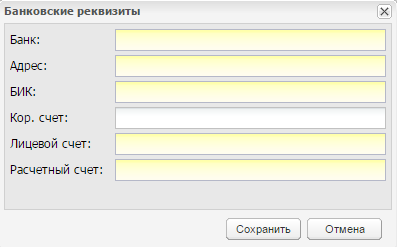 Банковские реквизиты
Банк:
Адрес:
БИК:
Кор. счет:
Лицевой счет:
Расчетный счет:
Сохранить Отмена